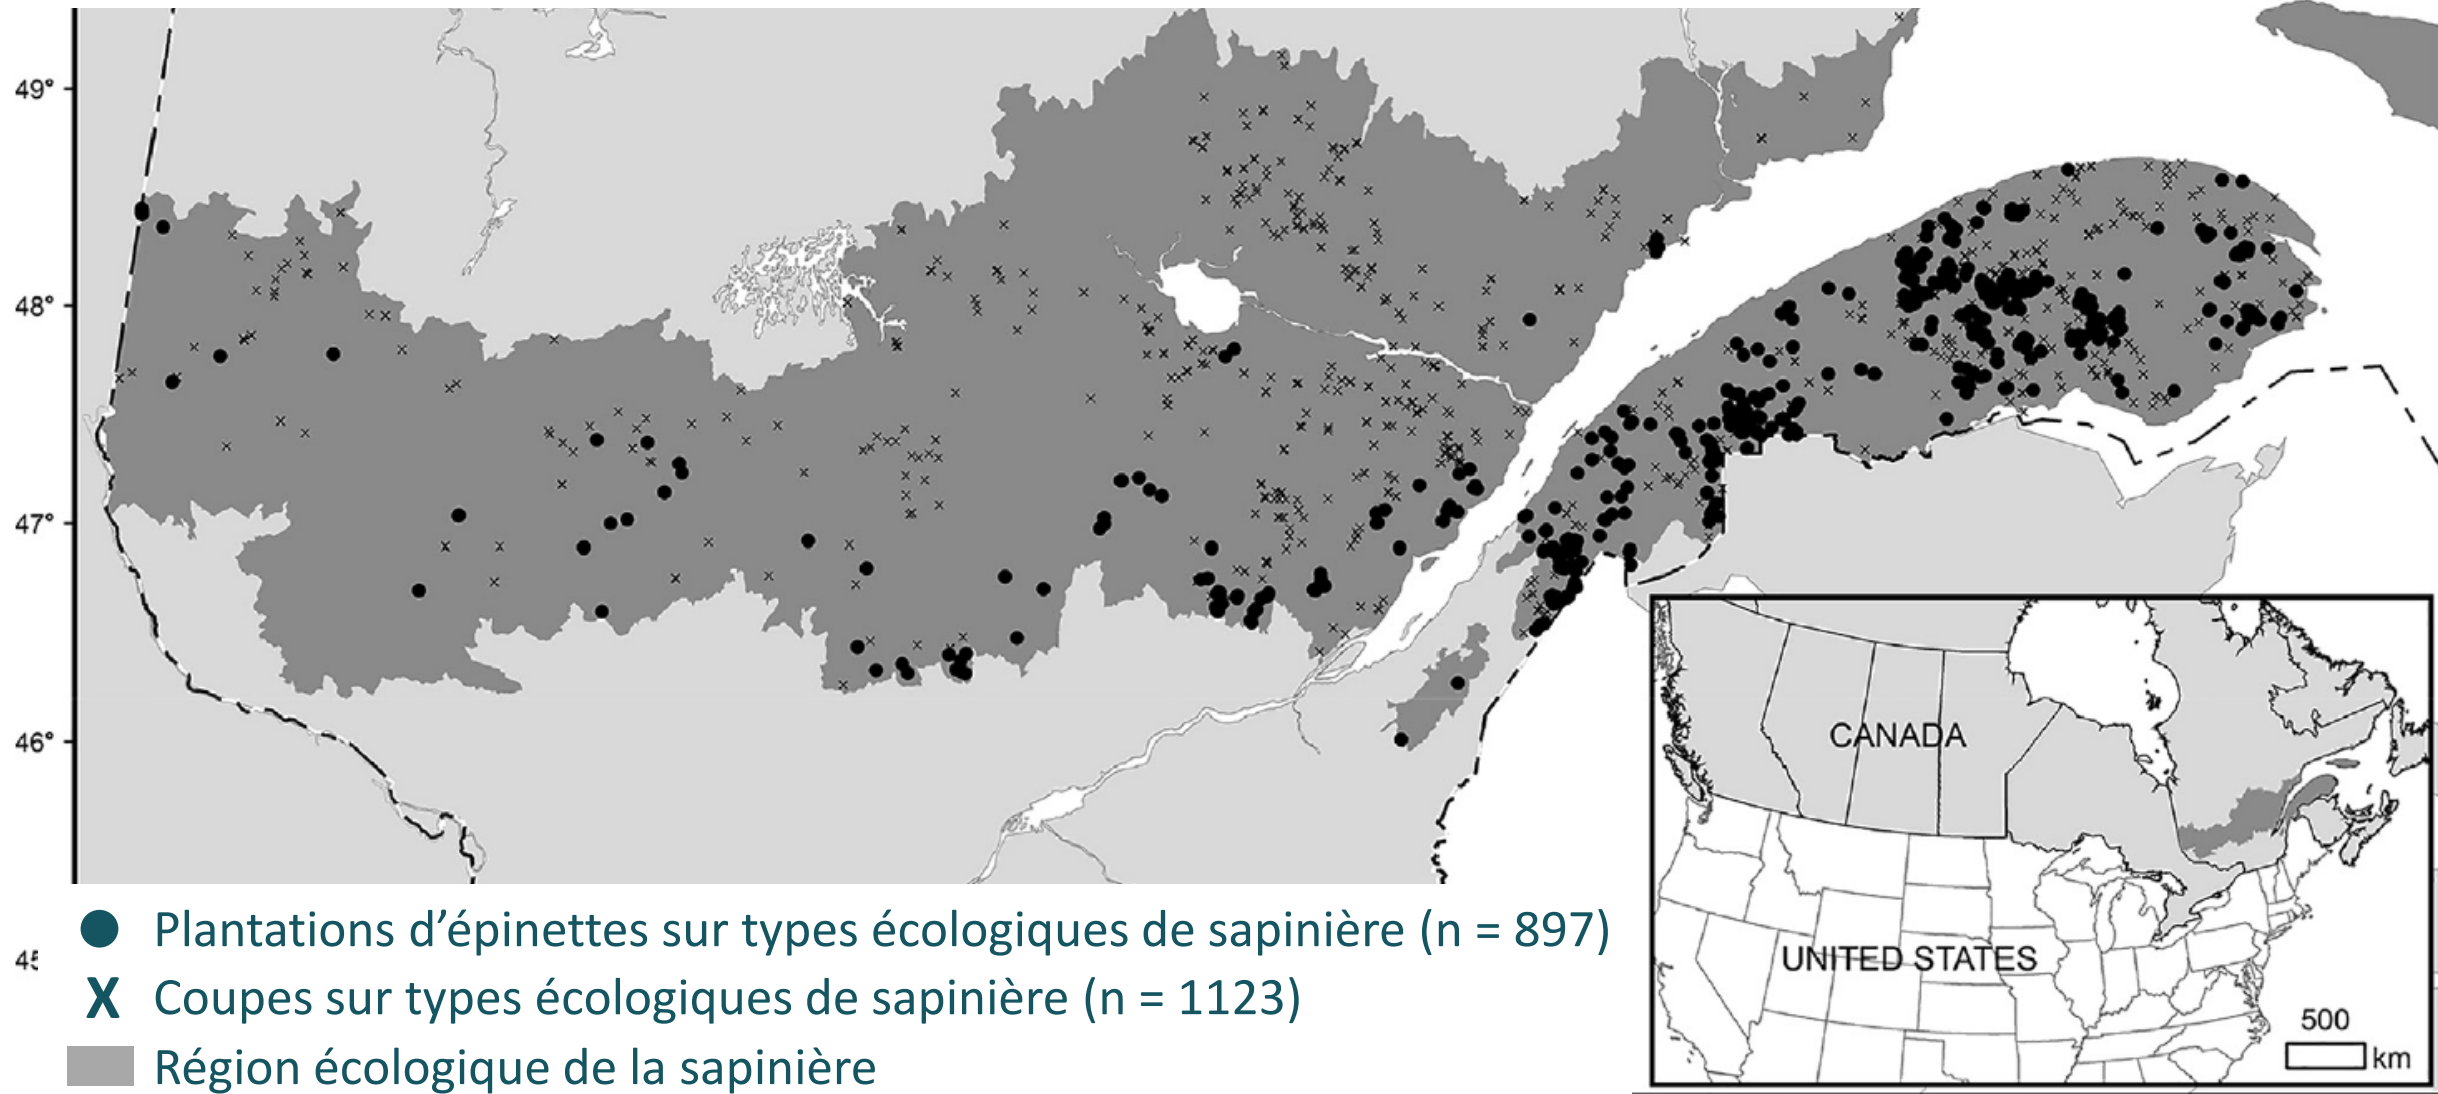 49°
48°
47°
46°
45
CANADA
UNITED STATES
500
km
Plantations d’épinettes sur types écologiques de sapinière (n = 897)
X Coupes sur types écologiques de sapinière (n = 1123)
Région écologique de la sapinière